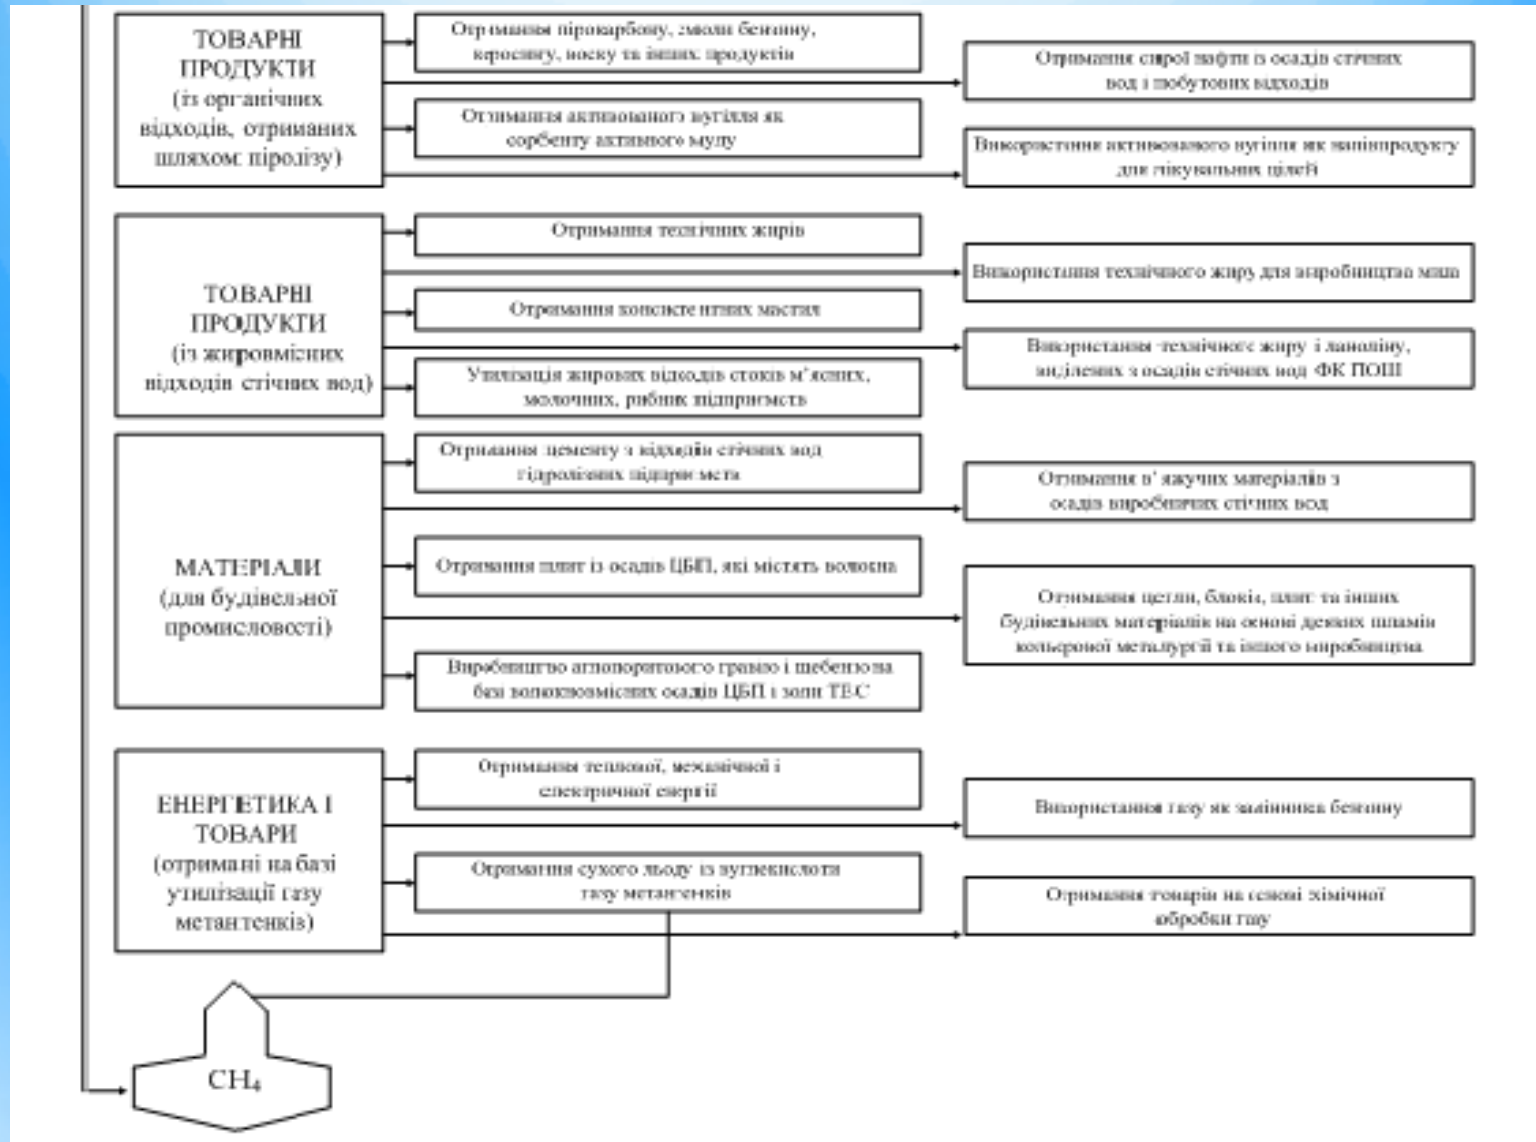 ТОВАРНІ
ПРОДУКТИ
(із органічних
відходів, отриманих
шляхом піролізу)
Отримання пірокарбону, смоли бензину,
керосину, воску та інших продуктів
Отримання сирої нафти із осадів стічних
вод і побутових відходів
Отримання активованого вугілля як
сорбенту активного мулу
Використання активованого вугілля як напівпродукту
для лікувальних цілей
ТОВАРНІ
ПРОДУКТИ
(із жировмісних
відходів стічних вод)
Отримання технічних жирів
Використання технічного жиру для виробництва мила
Отримання консистентних мастил
Використання технічного жиру і ланоліну,
виділених з осадів стічних вод ФК ПОШ
Утилізація жирових відходів стоків м’ясних,
молочних, рибних підприємств
МАТЕРІАЛИ
(для будівельної
промисловості)
Отримання цементу з відходів стічних вод
гідролізних підприємств
Отримання в’ яжучих матеріалів з
осадів виробничих стічних вод
Отримання плит із осадів ЦБП, які містять волокна
Отримання цегли, блоків, плит та інших
будівельних матеріалів на основі деяких шламів
кольорової металургії та іншого виробництва
Виробництво аглопоритового гравію і щебеню на
базі волокновмісних осадів ЦБП і золи ТЕС
ЕНЕРГЕТИКА І
ТОВАРИ
(отримані на базі
утилізації газу
метантенків)
Отримання теплової, механічної і
електричної енергії
Використання газу як замінника бензину
Отримання сухого льоду із вуглекислоти
газу метантенків
Отримання товарів на основі хімічної
обробки газу
CH₄